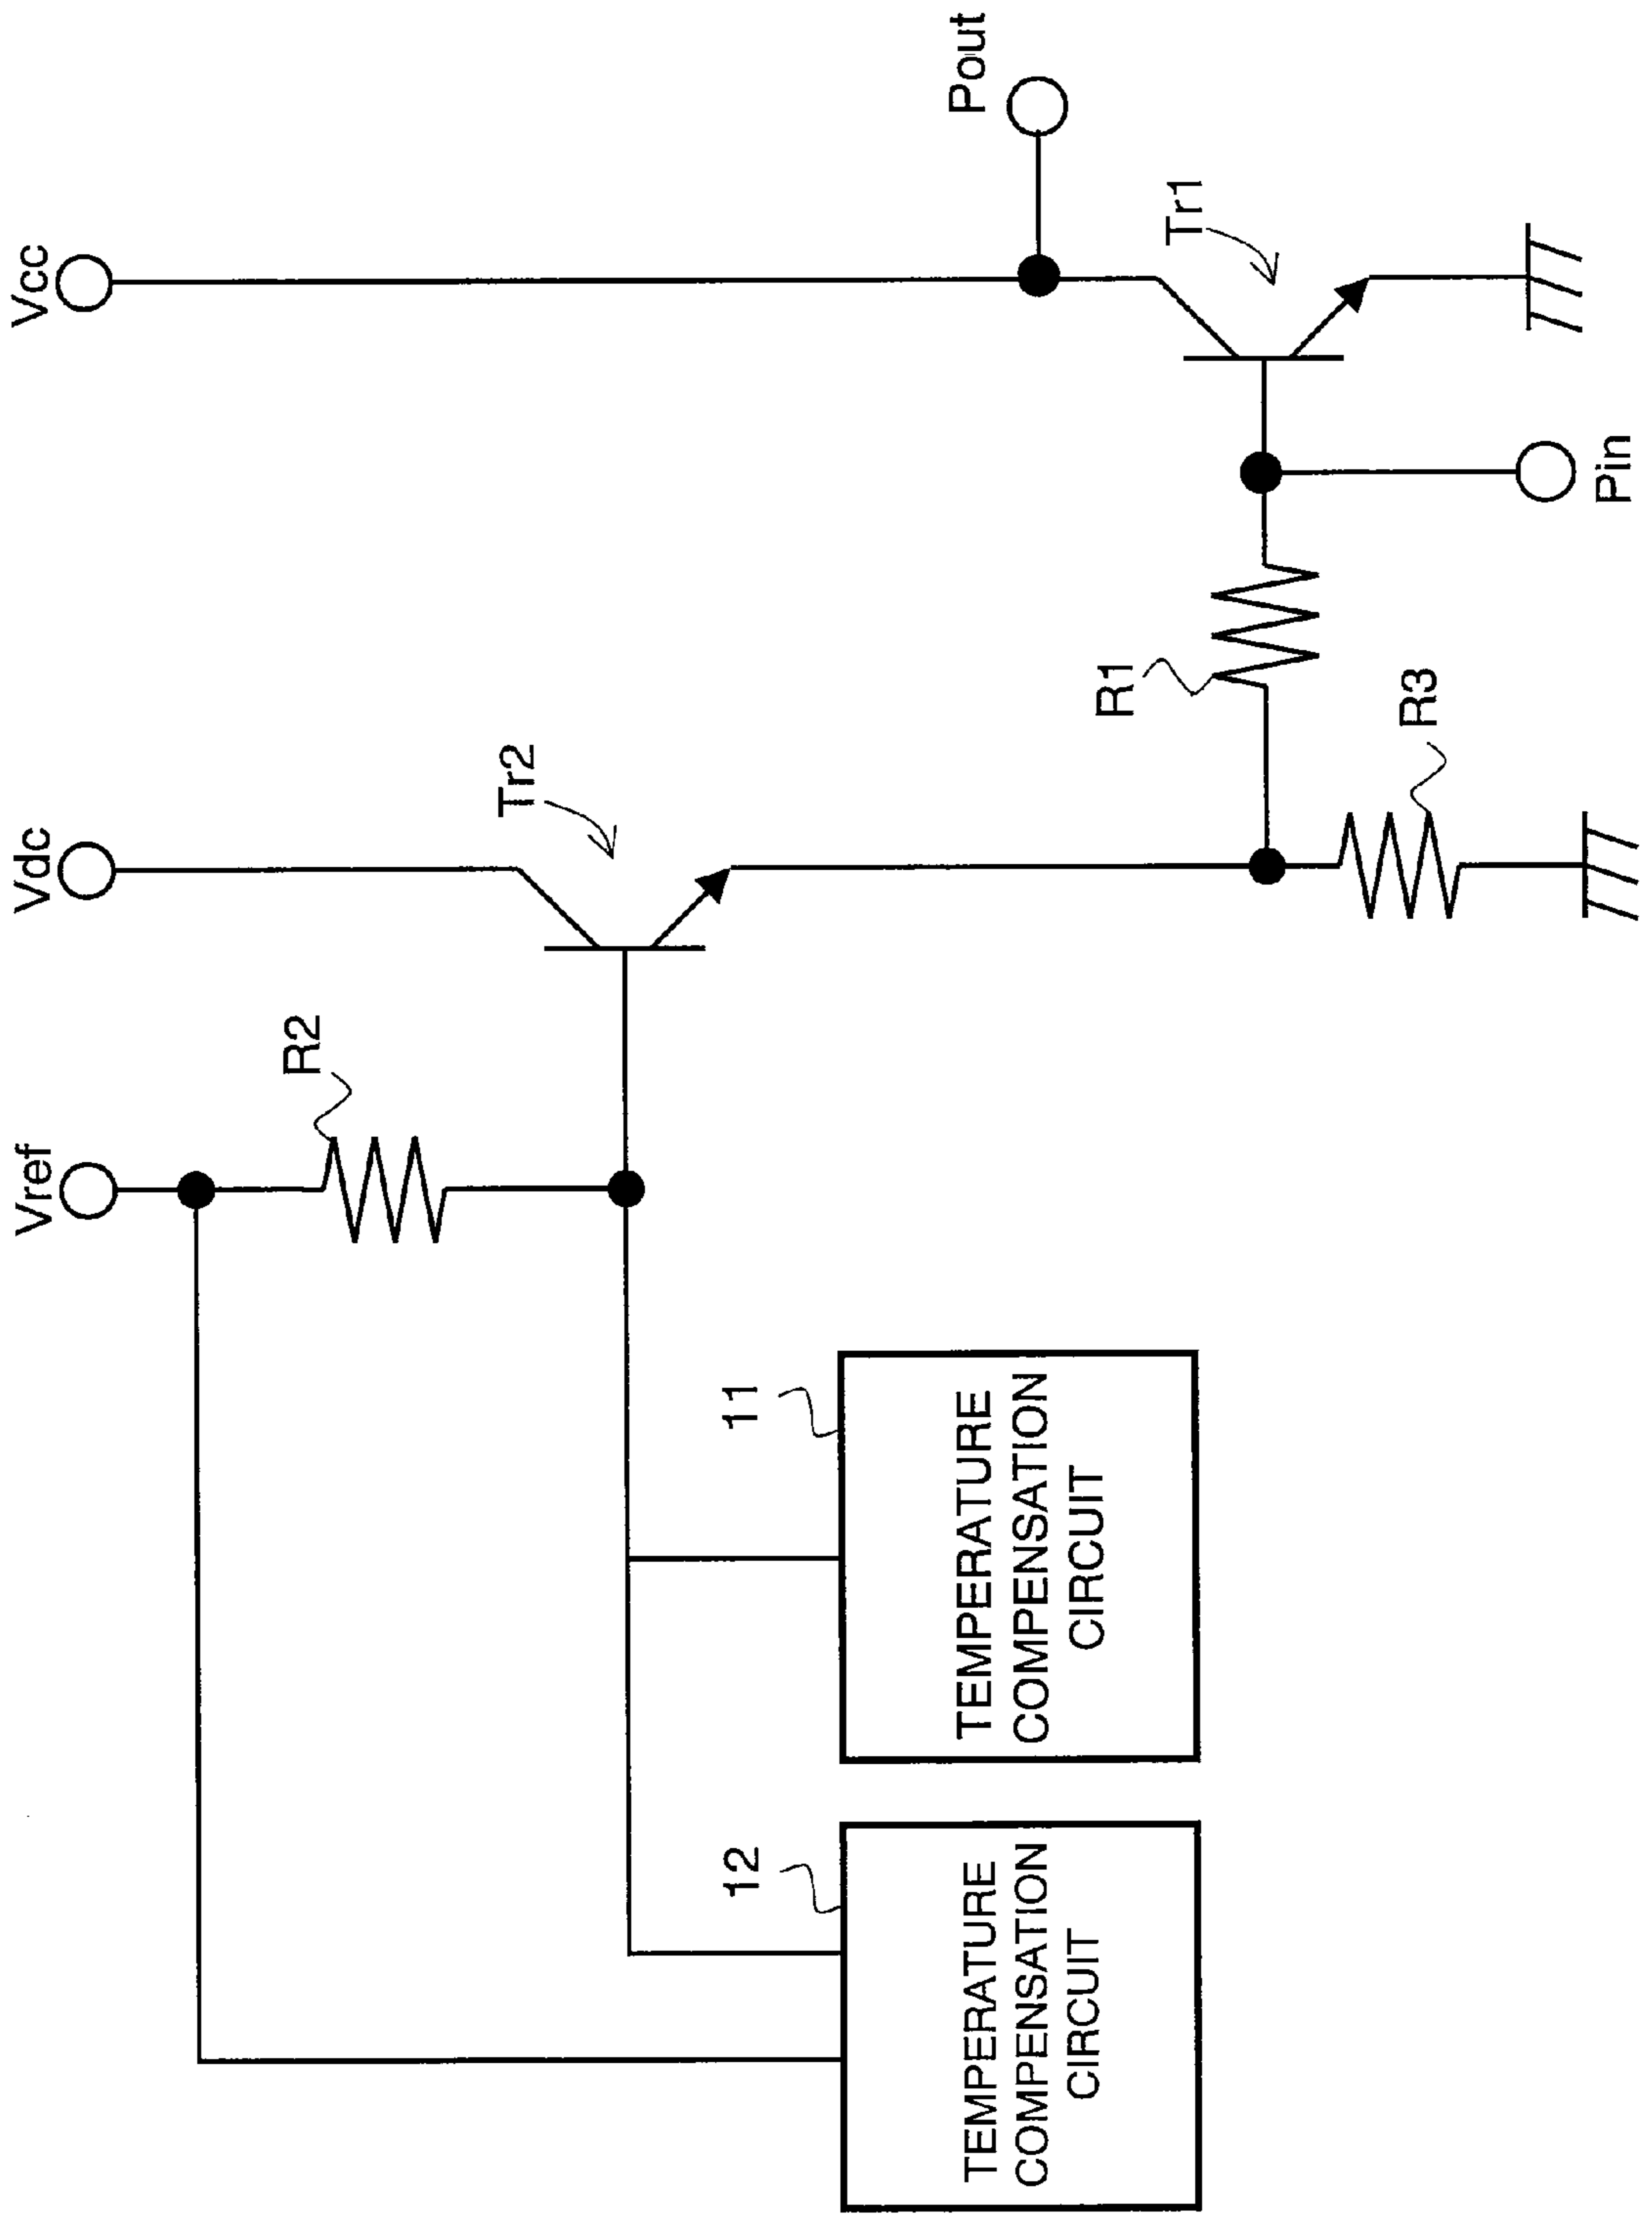 Vcc
Pout
Tr1
Pin
R1
R3
Vdc
Tr2
Vref
R2
11
TEMPERATURE
COMPENSATION
CIRCUIT
12
TEMPERATURE
COMPENSATION
CIRCUIT